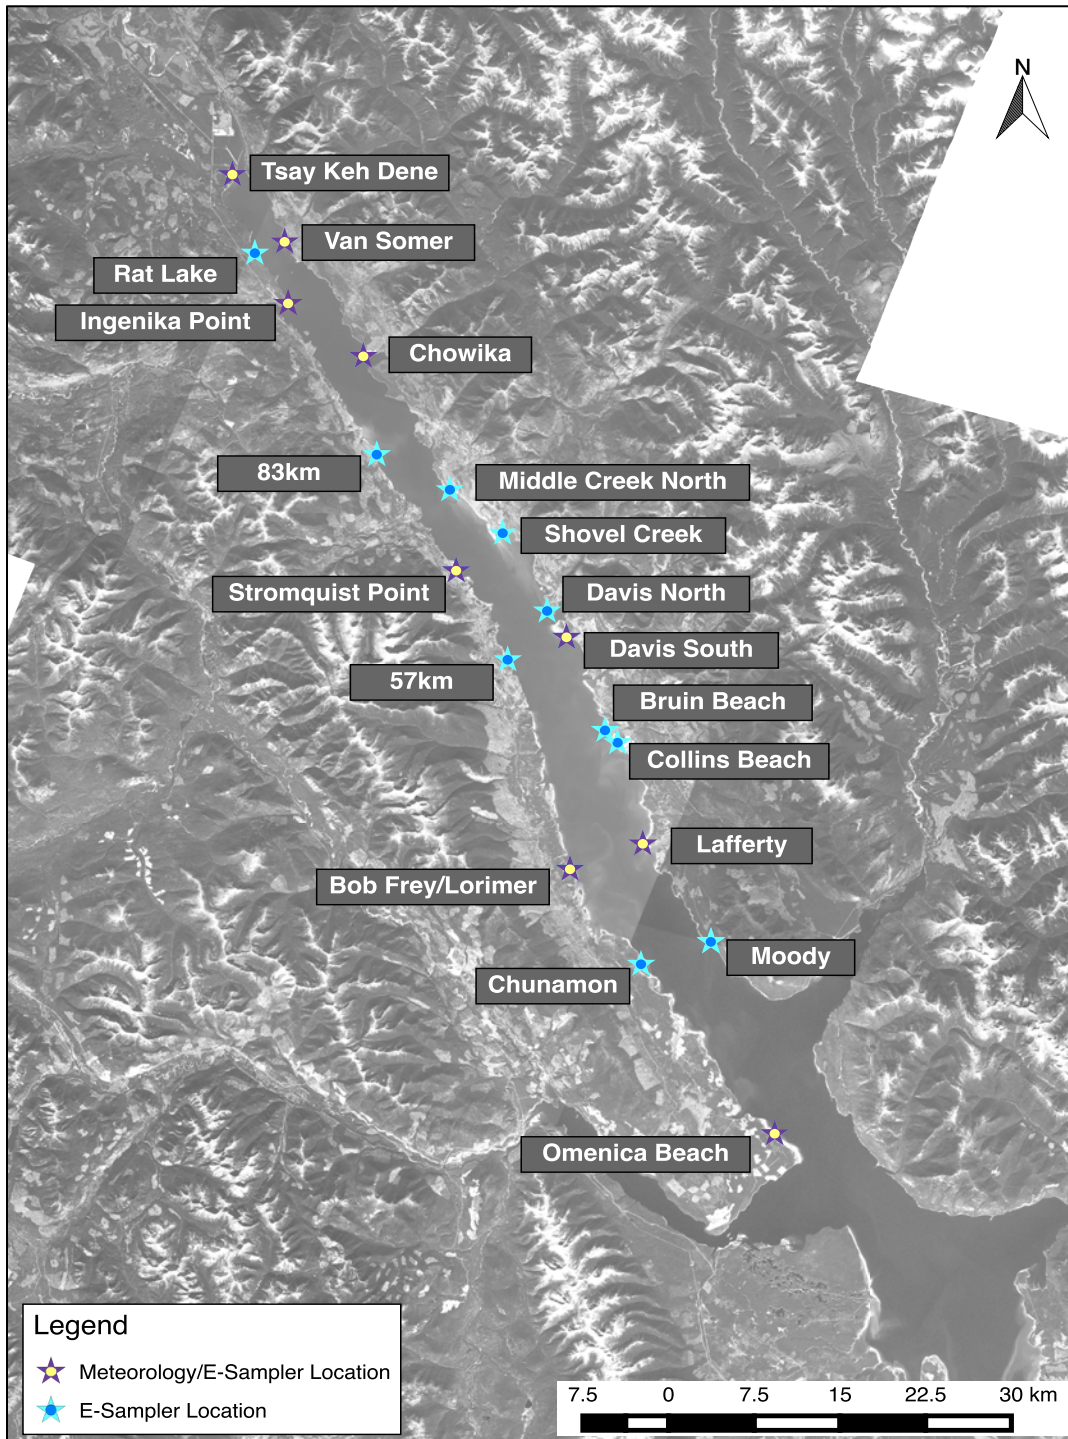 N
Tsay Keh Dene
Van Somer
Rat Lake
Ingenika Point
Chowika
83km
Middle Creek North
Shovel Creek
Stromquist Point
Davis North
Davis South
57km
Bruin Beach
Collins Beach
Lafferty
Bob Frey/Lorimer
Moody
Chunamon
Omenica Beach
Legend
Meteorology/E-Sampler Location
E-Sampler Location
7.5 0 7.5 15 22.5 30 km